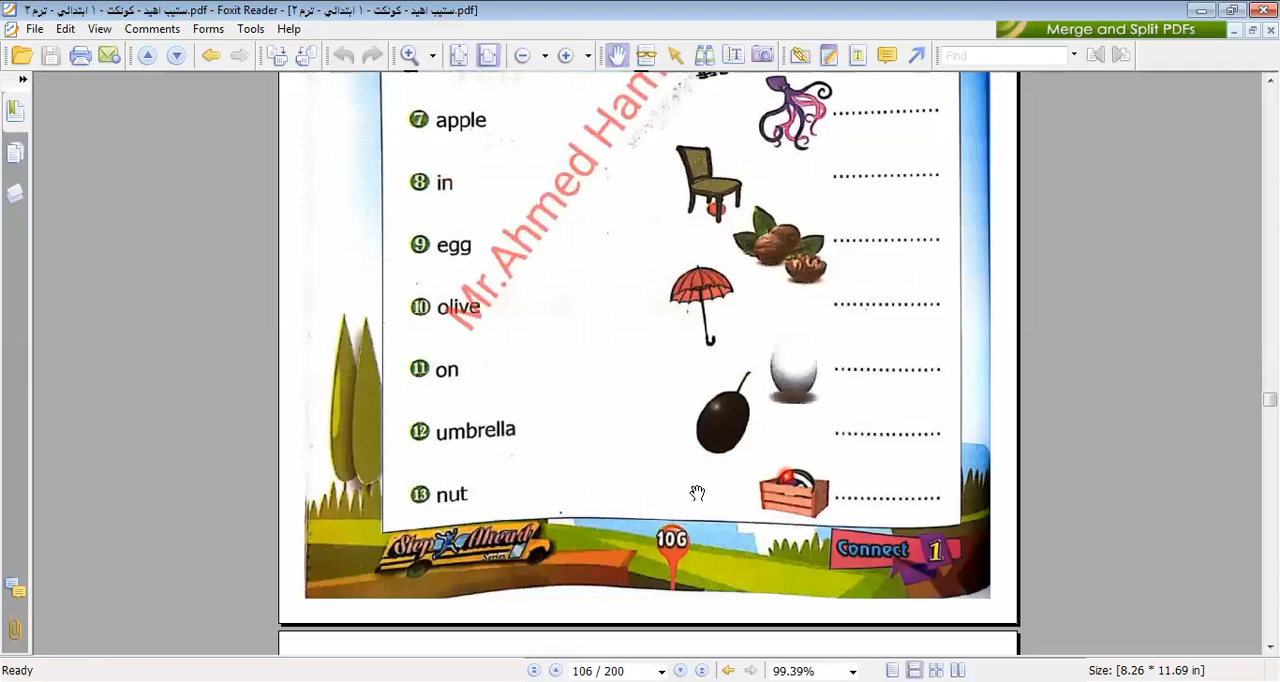 ستيب اهيد - كونكت - ١ ابتدائي - ترم ٢.pdf - Foxit Reader - [ستيب اهيد - كونكت - ١ ابتدائي - ترم ٢.pdf]
File Edit View Comments Forms Tools Help
Merge and Split PDFs
Find
7 apple
8 in
9 egg
10 olive
11 on
12 umbrella
13 nut
Mr.Ahmed Ham
Step Ahead
Series
106
Connect 1
Ready
106 / 200
99.39%
Size: [8.26 * 11.69 in]